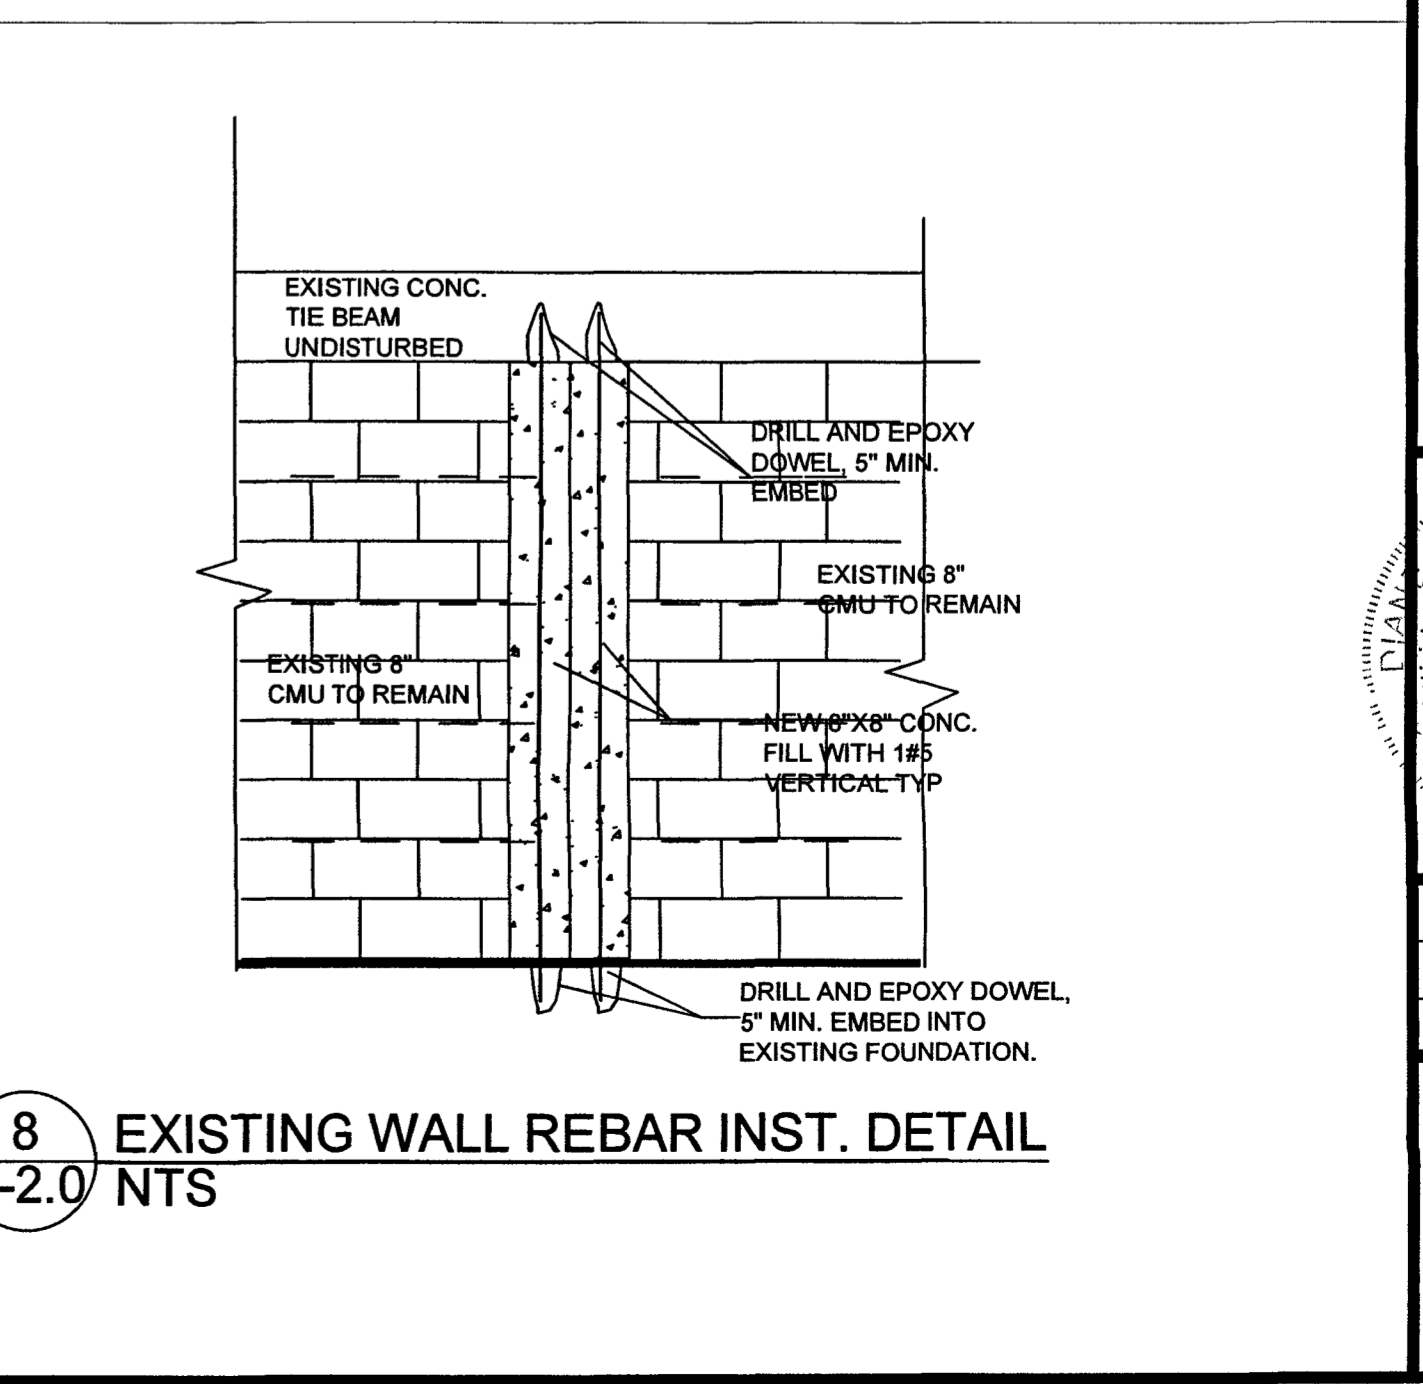 EXISTING CONC.
TIE BEAM
UNDISTURBED
DRILL AND EPOXY
DOWEL, 5" MIN.
EMBED
EXISTING 8"
CMU TO REMAIN
EXISTING 8"
CMU TO REMAIN
NEW 8"X8" CONC.
FILL WITH 1#5
VERTICAL TYP
DRILL AND EPOXY DOWEL,
5" MIN. EMBED INTO
EXISTING FOUNDATION.
8
-2.0
EXISTING WALL REBAR INST. DETAIL
NTS